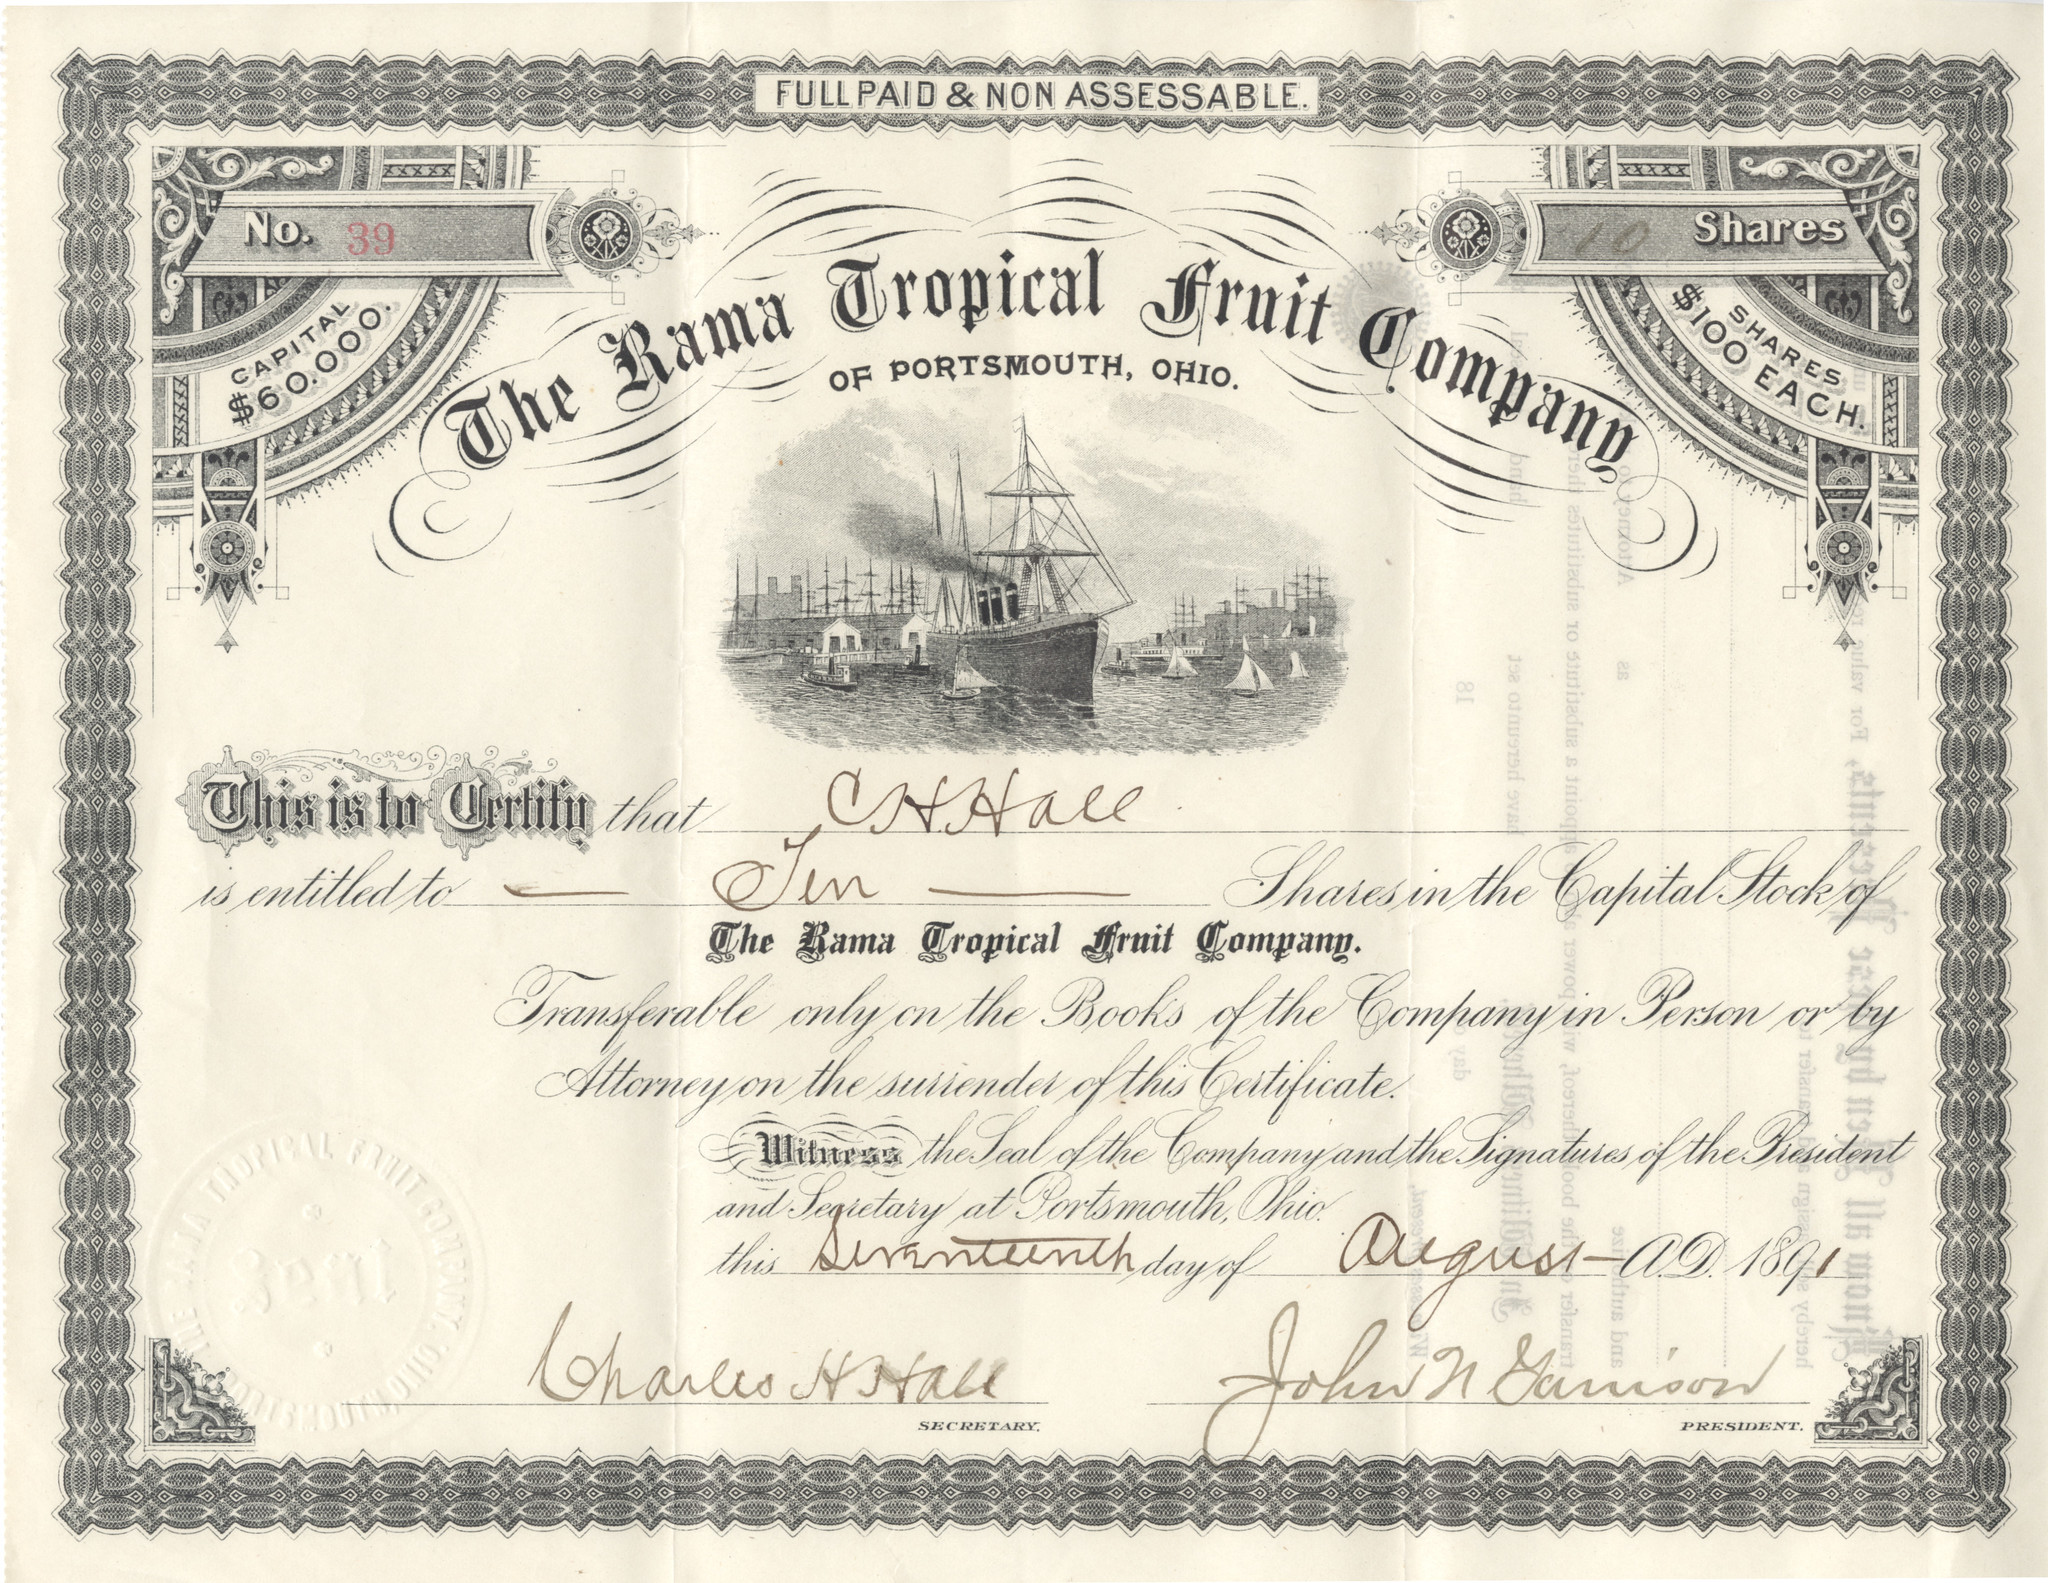 FULL PAID & NON ASSESSABLE.
No. 39
10 Shares
CAPITAL
$60.000.
SHARES
$100 EACH.
The Rama Tropical Fruit Company
OF PORTSMOUTH, OHIO.
This is to Certify that C H Hall
is entitled to — Ten — Shares in the Capital Stock of
The Rama Tropical Fruit Company.
Transferable only on the Books of the Company in Person or by
Attorney on the surrender of this Certificate.
Witness the Seal of the Company and the Signatures of the President
and Secretary at Portsmouth, Ohio.
this Seventeenth day of August A.D. 1891
THE RAMA TROPICAL FRUIT COMPANY.
PORTSMOUTH, OHIO
Seal
Charles H Hall
SECRETARY.
John N Garrison
PRESIDENT.